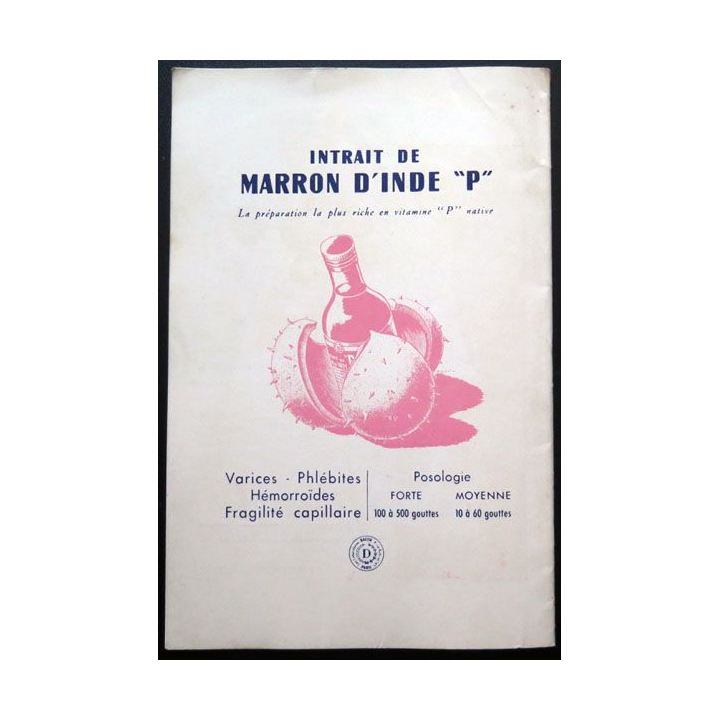 INTRAIT DE
MARRON D'INDE "P"
La préparation la plus riche en vitamine "P" native
Varices - Phlébites
Hémorroïdes
Fragilité capillaire
Posologie
FORTE MOYENNE
100 à 500 gouttes 10 à 60 gouttes
D
PARIS